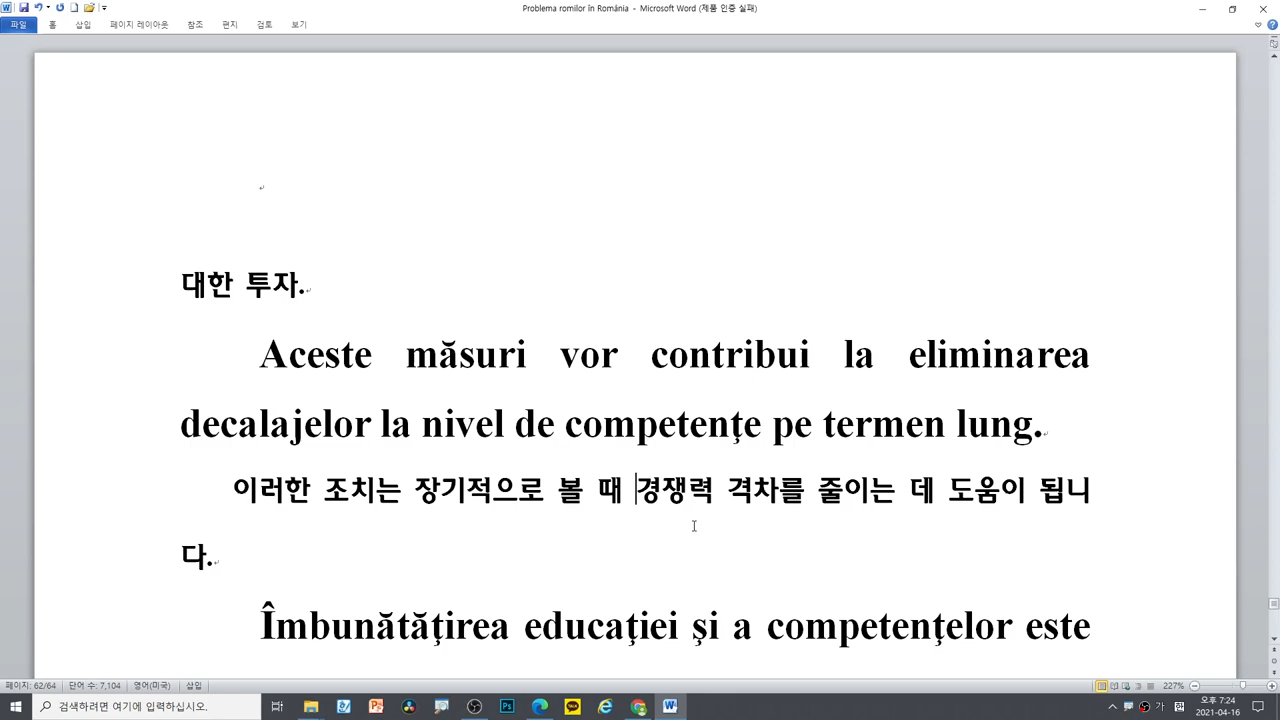 Problema romilor în România - Microsoft Word (제품 인증 실패)
파일 홈 삽입 페이지 레이아웃 참조 편지 검토 보기
대한 투자.
Aceste măsuri vor contribui la eliminarea
decalajelor la nivel de competenţe pe termen lung.
이러한 조치는 장기적으로 볼 때 경쟁력 격차를 줄이는 데 도움이 됩니
다.
Îmbunătăţirea educaţiei şi a competenţelor este
페이지: 62/64 단어 수: 7,104 영어(미국) 삽입 227%
검색하려면 여기에 입력하십시오. 가 오후 7:24
2021-04-16